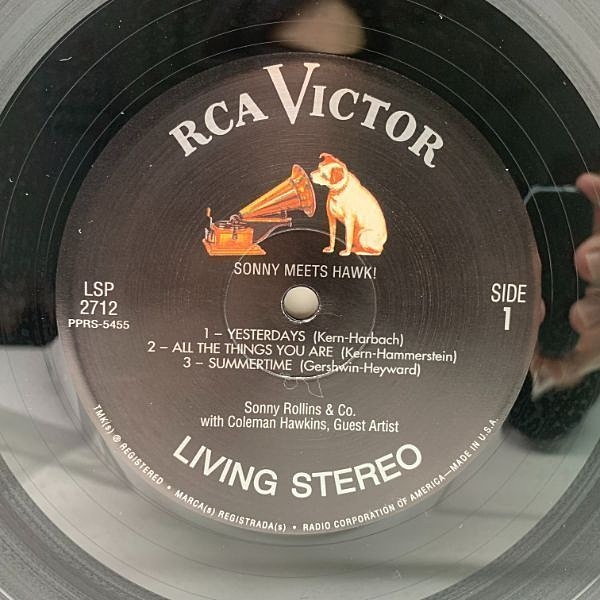 RCA VICTOR
SONNY MEETS HAWK!
LSP
2712
PPRS-5455
SIDE
1
1 – YESTERDAYS (Kern-Harbach)
2 – ALL THE THINGS YOU ARE (Kern-Hammerstein)
3 – SUMMERTIME (Gershwin-Heyward)
Sonny Rollins & Co.
with Coleman Hawkins, Guest Artist
LIVING STEREO
TMK(s) ® REGISTERED • MARCA(s) REGISTRADA(s) • RADIO CORPORATION OF AMERICA—MADE IN U.S.A.